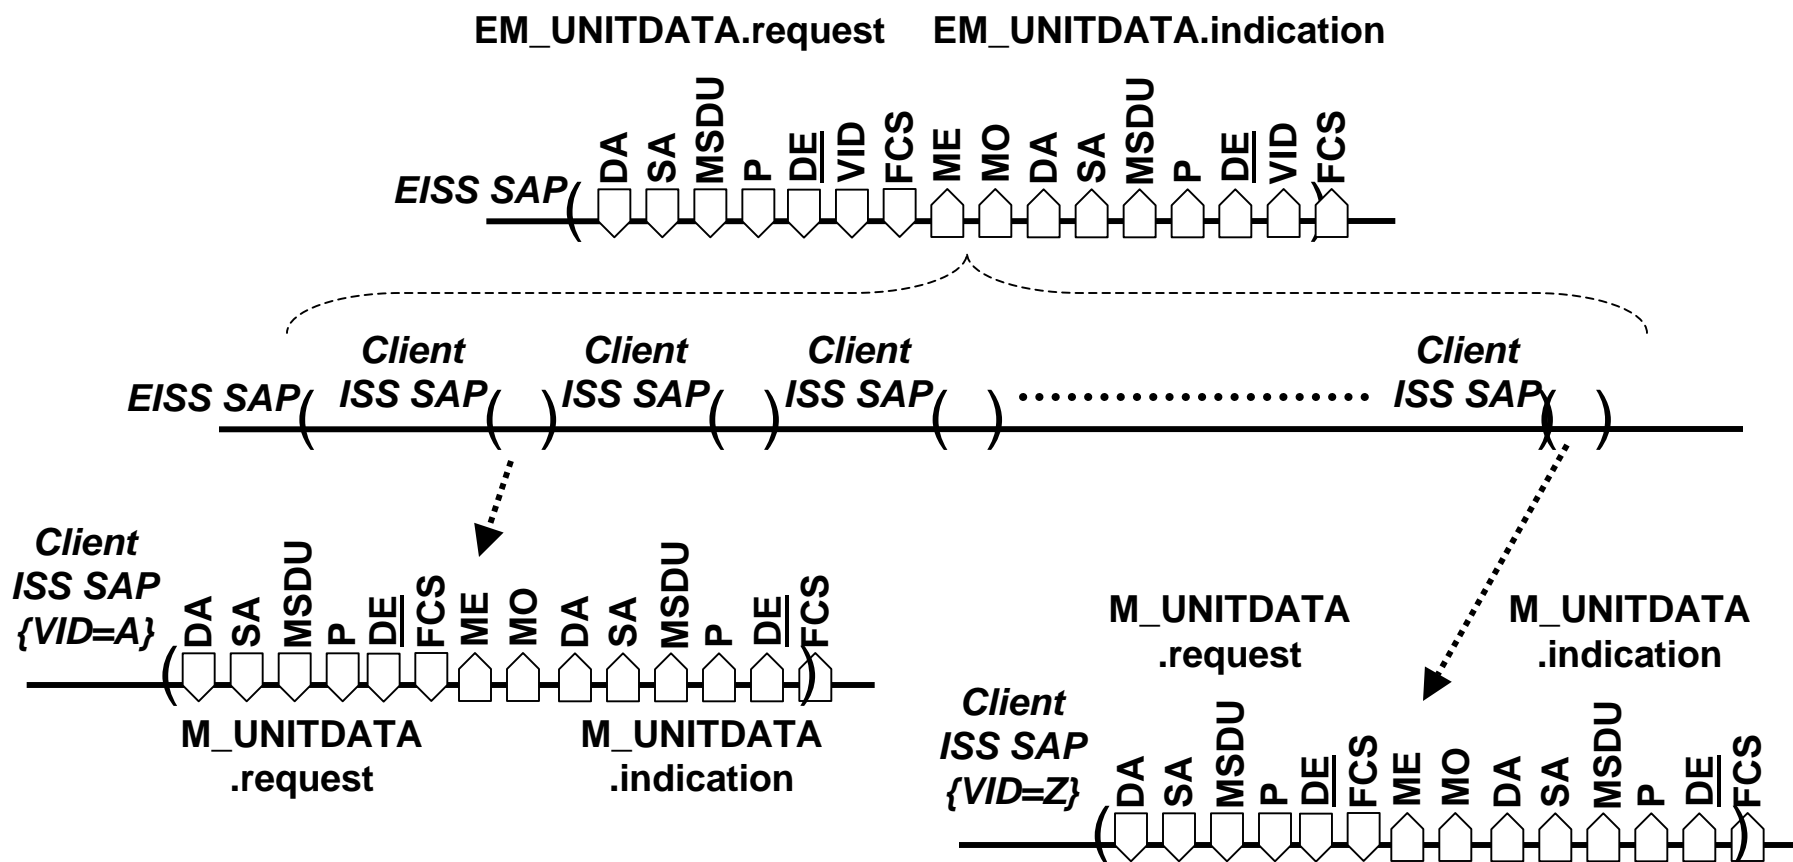 EM_UNITDATA.request EM_UNITDATA.indication
DA SA MSDU P DE VID FCS ME MO DA SA MSDU P DE VID FCS
EISS SAP (                )
Client Client Client Client
EISS SAP ( ISS SAP ( ) ISS SAP ( ) ISS SAP ( ) ..................... ISS SAP ) ( )
Client
ISS SAP
{VID=A}
DA SA MSDU P DE FCS ME MO DA SA MSDU P DE FCS
( )
M_UNITDATA
.request
M_UNITDATA
.indication
M_UNITDATA
.request
M_UNITDATA
.indication
Client
ISS SAP
{VID=Z}
DA SA MSDU P DE FCS ME MO DA SA MSDU P DE FCS
( )